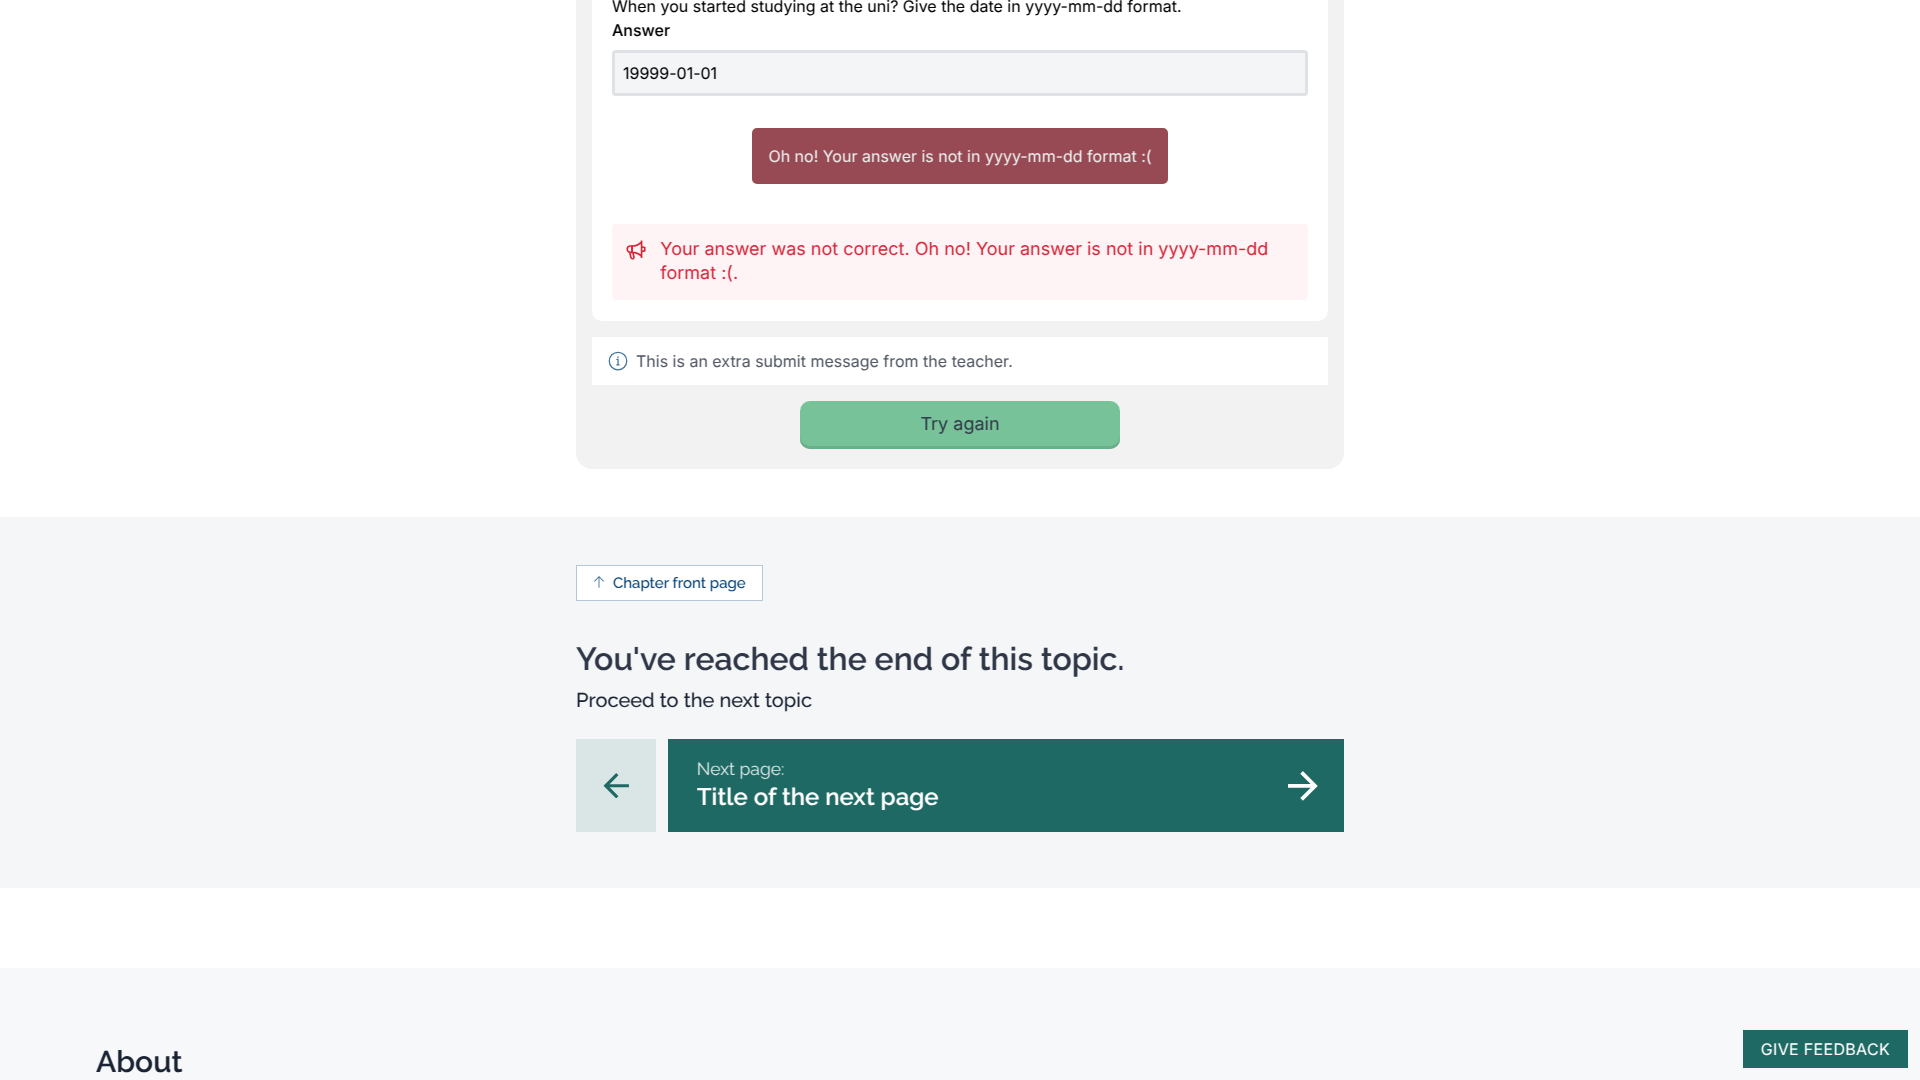 When you started studying at the uni? Give the date in yyyy-mm-dd format.
Answer
19999-01-01
Oh no! Your answer is not in yyyy-mm-dd format :(
Your answer was not correct. Oh no! Your answer is not in yyyy-mm-dd
format :(.
This is an extra submit message from the teacher.
Try again
Chapter front page
You've reached the end of this topic.
Proceed to the next topic
Next page:
Title of the next page
About
GIVE FEEDBACK